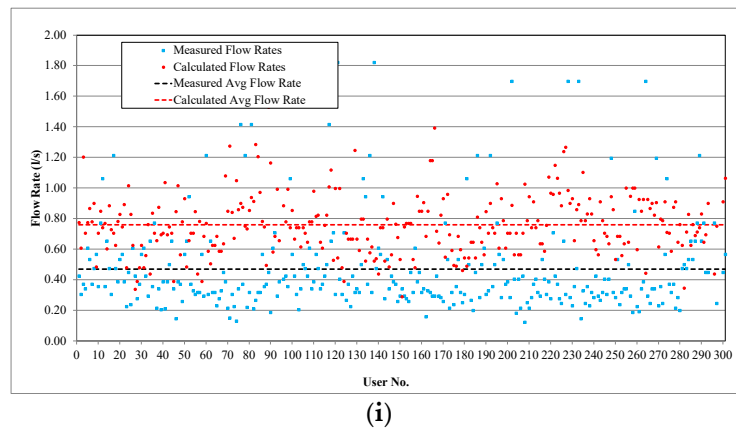 2.00
1.80
1.60
1.40
1.20
1.00
0.80
0.60
0.40
0.20
0.00
Flow Rate (l/s)
Measured Flow Rates
Calculated Flow Rates
Measured Avg Flow Rate
Calculated Avg Flow Rate
0 10 20 30 40 50 60 70 80 90 100 110 120 130 140 150 160 170 180 190 200 210 220 230 240 250 260 270 280 290 300
User No.
(i)